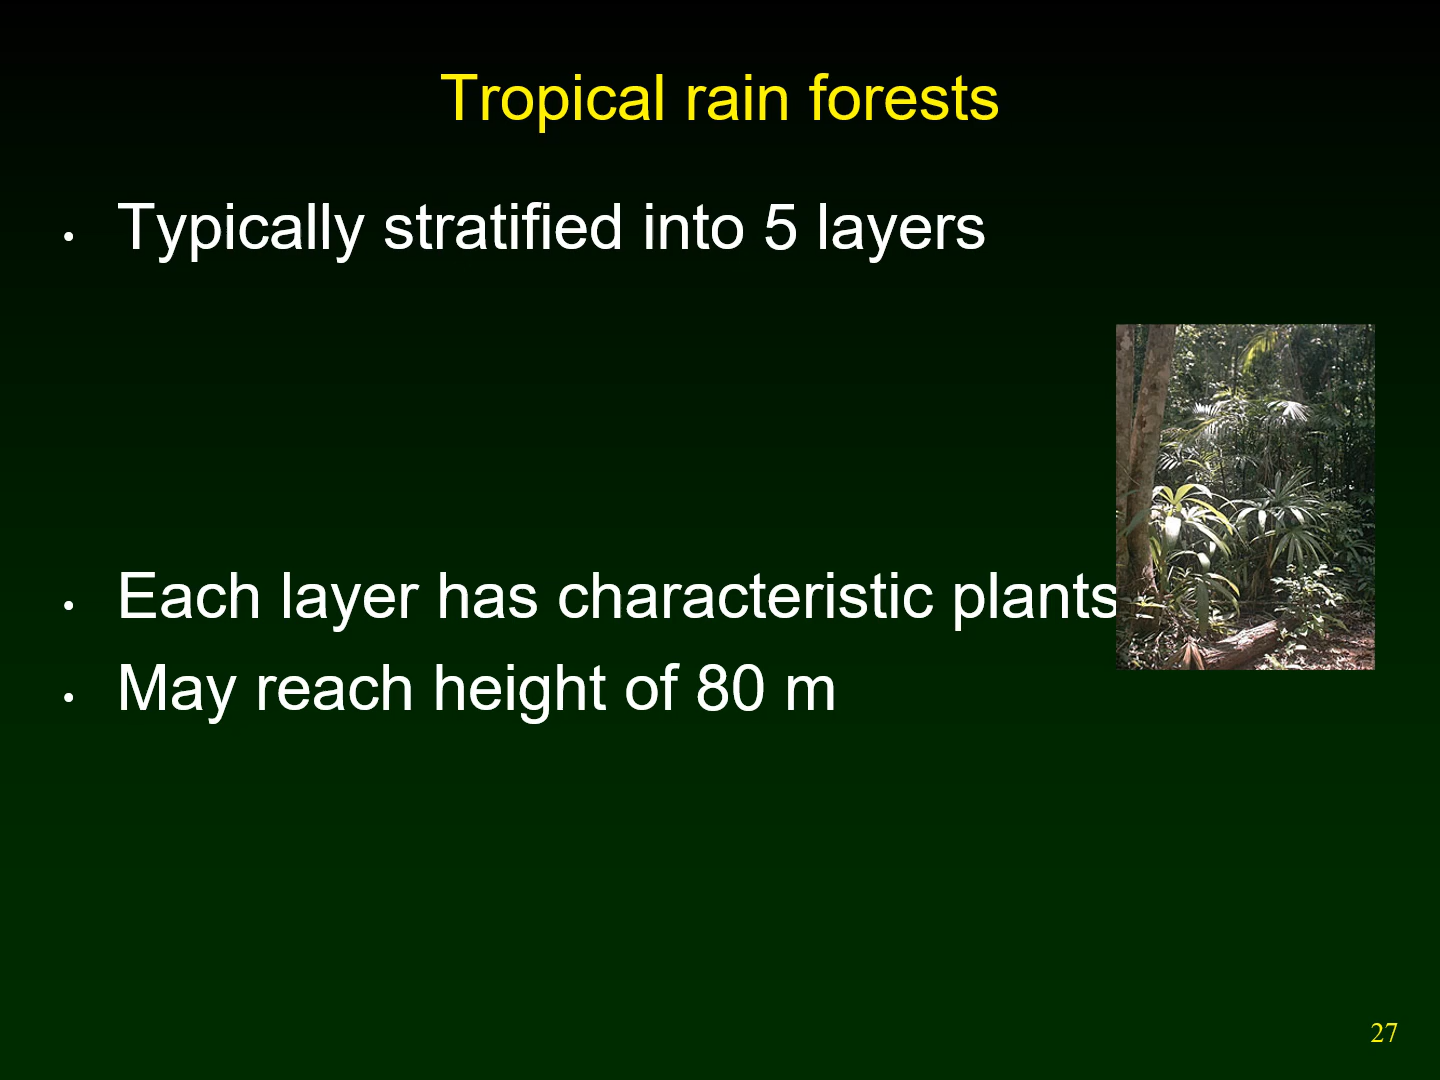 Tropical rain forests
• Typically stratified into 5 layers
• Each layer has characteristic plants
• May reach height of 80 m
27